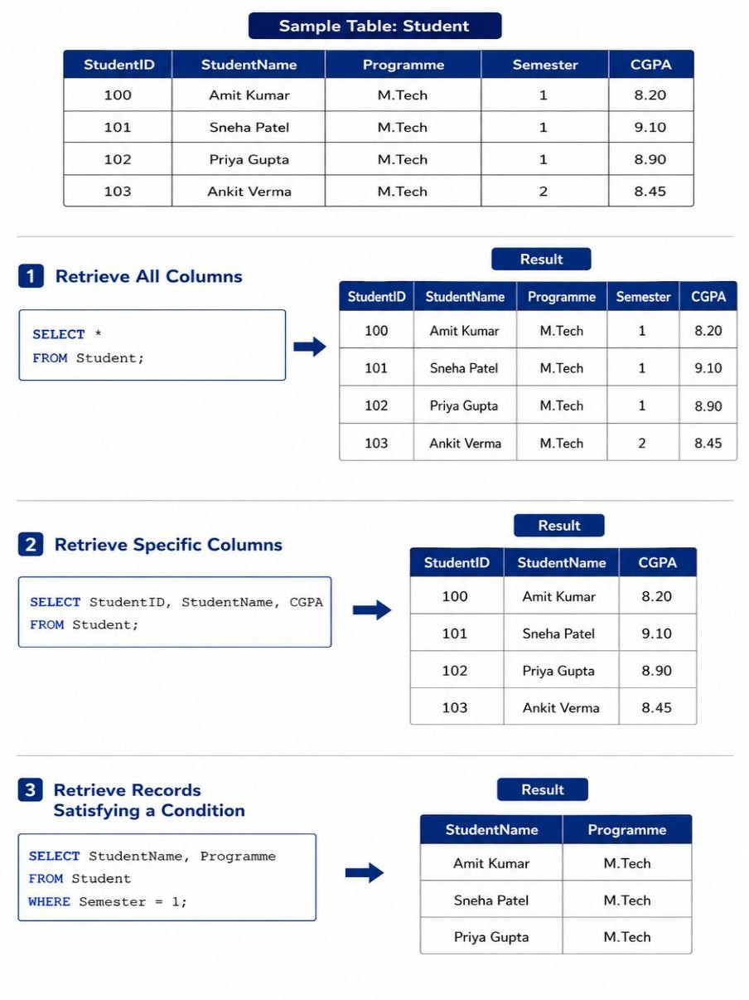 Sample Table: Student
StudentID StudentName Programme Semester CGPA
100 Amit Kumar M.Tech 1 8.20
101 Sneha Patel M.Tech 1 9.10
102 Priya Gupta M.Tech 1 8.90
103 Ankit Verma M.Tech 2 8.45
1 Retrieve All Columns
SELECT *
FROM Student;
Result
StudentID StudentName Programme Semester CGPA
100 Amit Kumar M.Tech 1 8.20
101 Sneha Patel M.Tech 1 9.10
102 Priya Gupta M.Tech 1 8.90
103 Ankit Verma M.Tech 2 8.45
2 Retrieve Specific Columns
SELECT StudentID, StudentName, CGPA
FROM Student;
Result
StudentID StudentName CGPA
100 Amit Kumar 8.20
101 Sneha Patel 9.10
102 Priya Gupta 8.90
103 Ankit Verma 8.45
3 Retrieve Records
Satisfying a Condition
SELECT StudentName, Programme
FROM Student
WHERE Semester = 1;
Result
StudentName Programme
Amit Kumar M.Tech
Sneha Patel M.Tech
Priya Gupta M.Tech